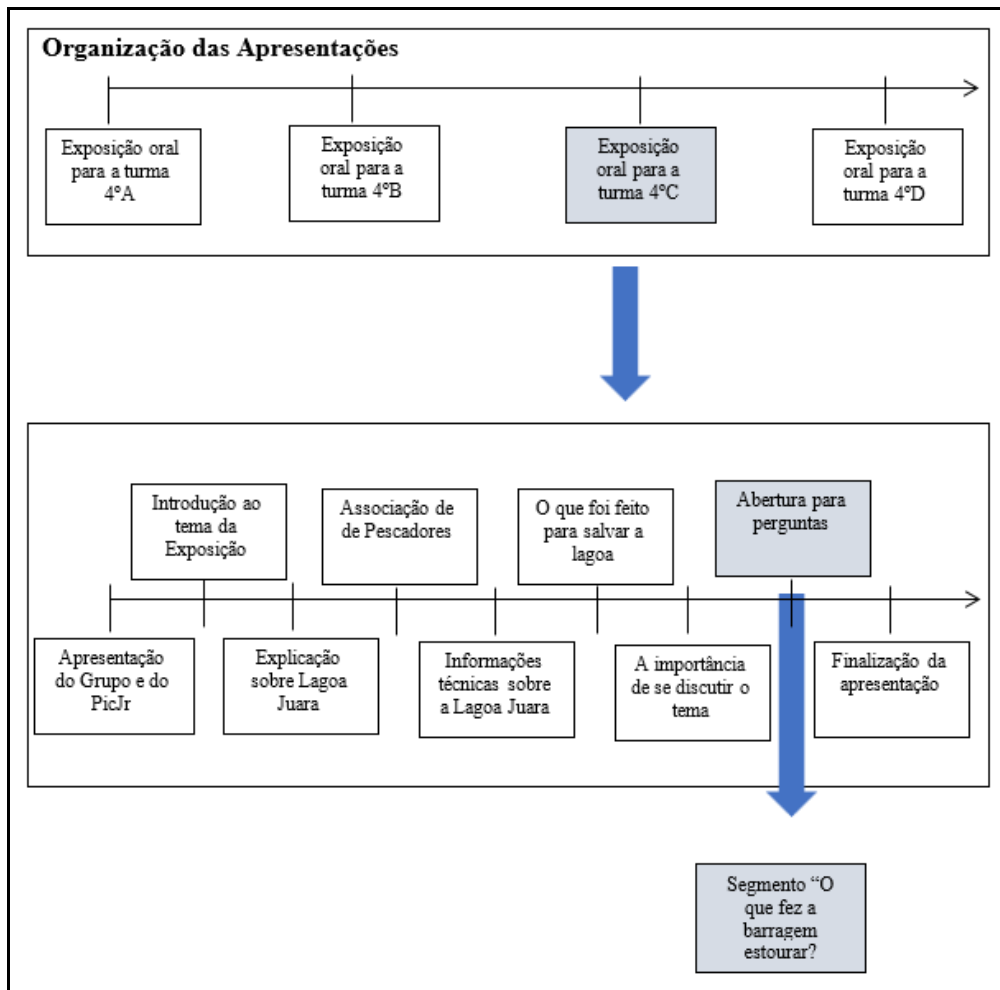 Organização das Apresentações
Exposição oral
para a turma
4ºA
Exposição
oral para a
turma 4ºB
Exposição
oral para a
turma 4ºC
Exposição
oral para a
turma 4ºD
Introdução ao
tema da
Exposição
Associação de
de Pescadores
O que foi feito
para salvar a
lagoa
Abertura para
perguntas
Apresentação
do Grupo e do
PicJr
Explicação
sobre Lagoa
Juara
Informações
técnicas sobre
a Lagoa Juara
A importância
de se discutir o
tema
Finalização da
apresentação
Segmento “O
que fez a
barragem
estourar?